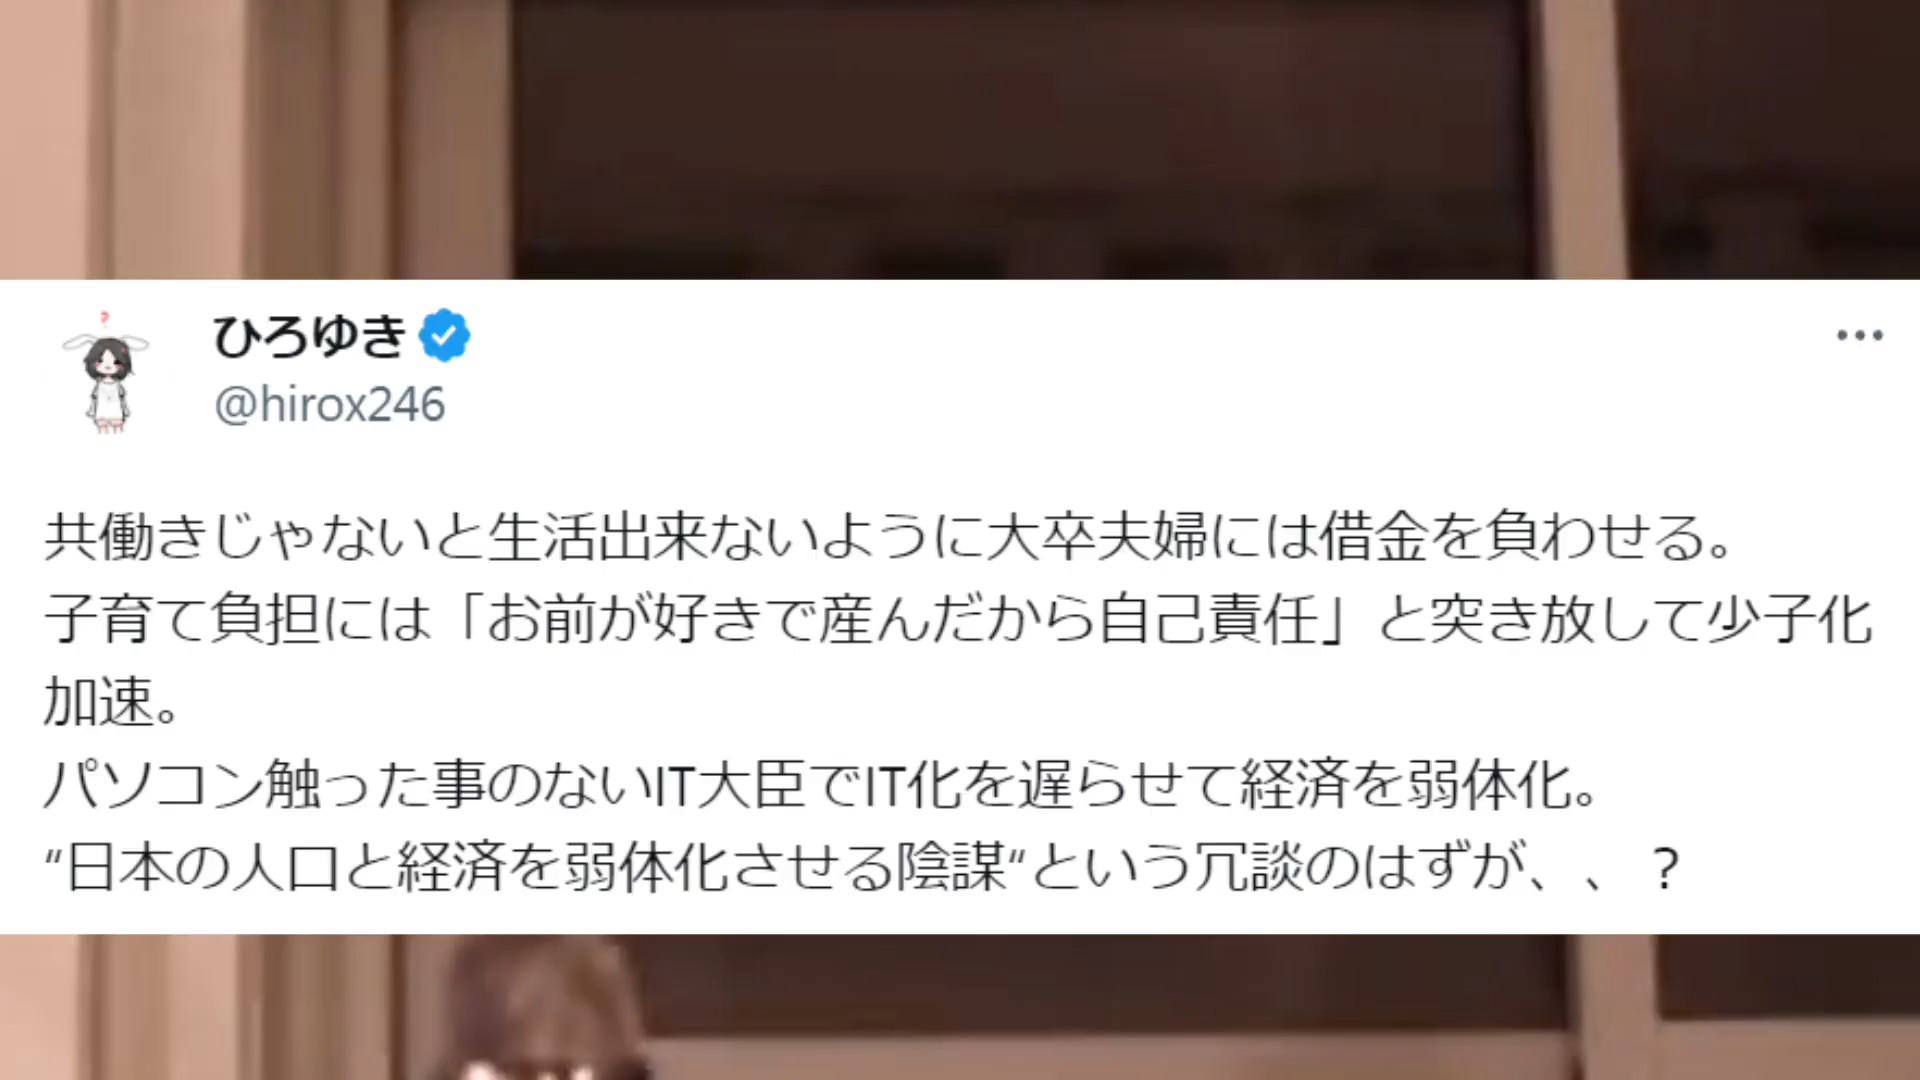 ?
ひろゆき
@hirox246
共働きじゃないと生活出来ないように大卒夫婦には借金を負わせる。
子育て負担には「お前が好きで産んだから自己責任」と突き放して少子化
加速。
パソコン触った事のないIT大臣でIT化を遅らせて経済を弱体化。
“日本の人口と経済を弱体化させる陰謀“という冗談のはずが、、？